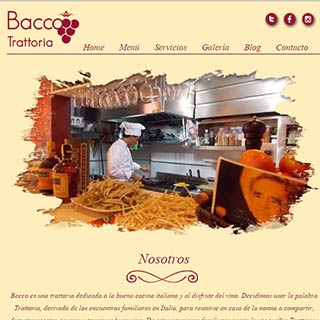 Bacco
Trattoria
Home Menú Servicios Galería Blog Contacto
Nosotros
Bacco es una trattoria dedicada a la buena cocina italiana y al disfrute del vino. Decidimos usar la palabra
Trattoria, derivada de los encuentros familiares en Italia, para reunirse en casa de la nonna a compartir,